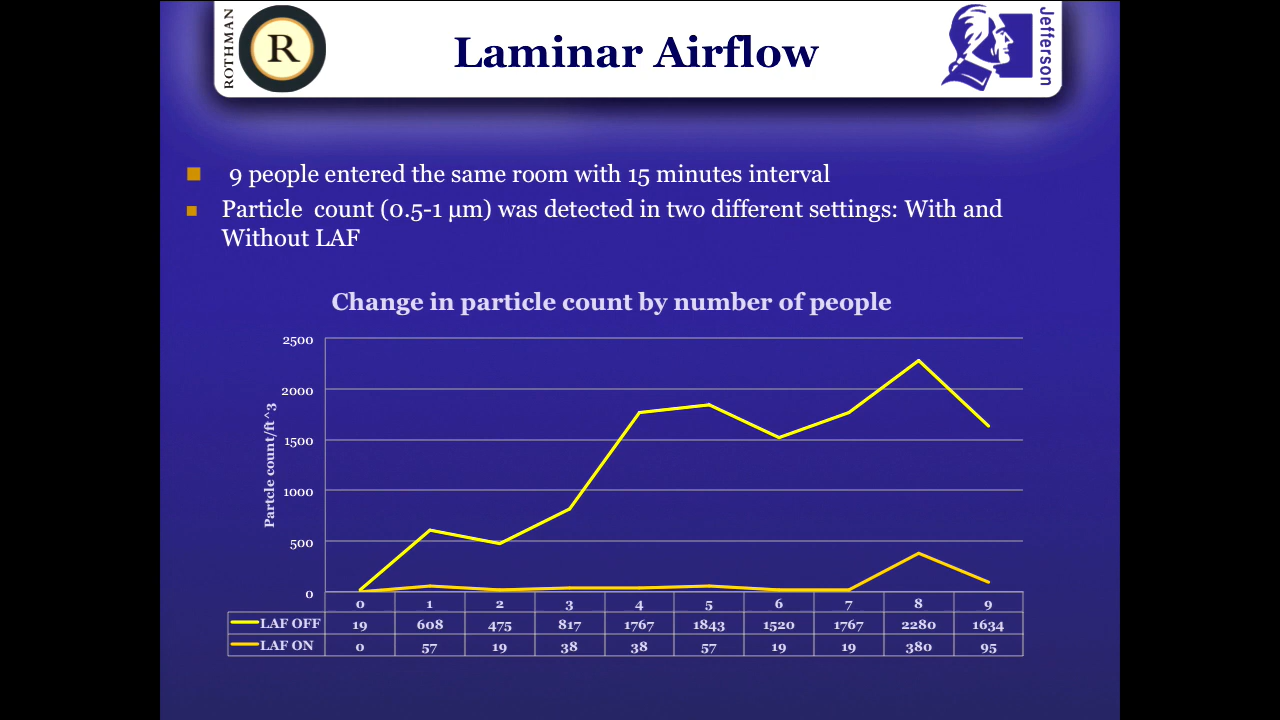 ROTHMAN
R
Laminar Airflow
Jefferson
9 people entered the same room with 15 minutes interval
Particle count (0.5-1 µm) was detected in two different settings: With and
Without LAF
Change in particle count by number of people
Partcle count/ft^3
2500
2000
1500
1000
500
0
0 1 2 3 4 5 6 7 8 9
LAF OFF 19 608 475 817 1767 1843 1520 1767 2280 1634
LAF ON 0 57 19 38 38 57 19 19 380 95